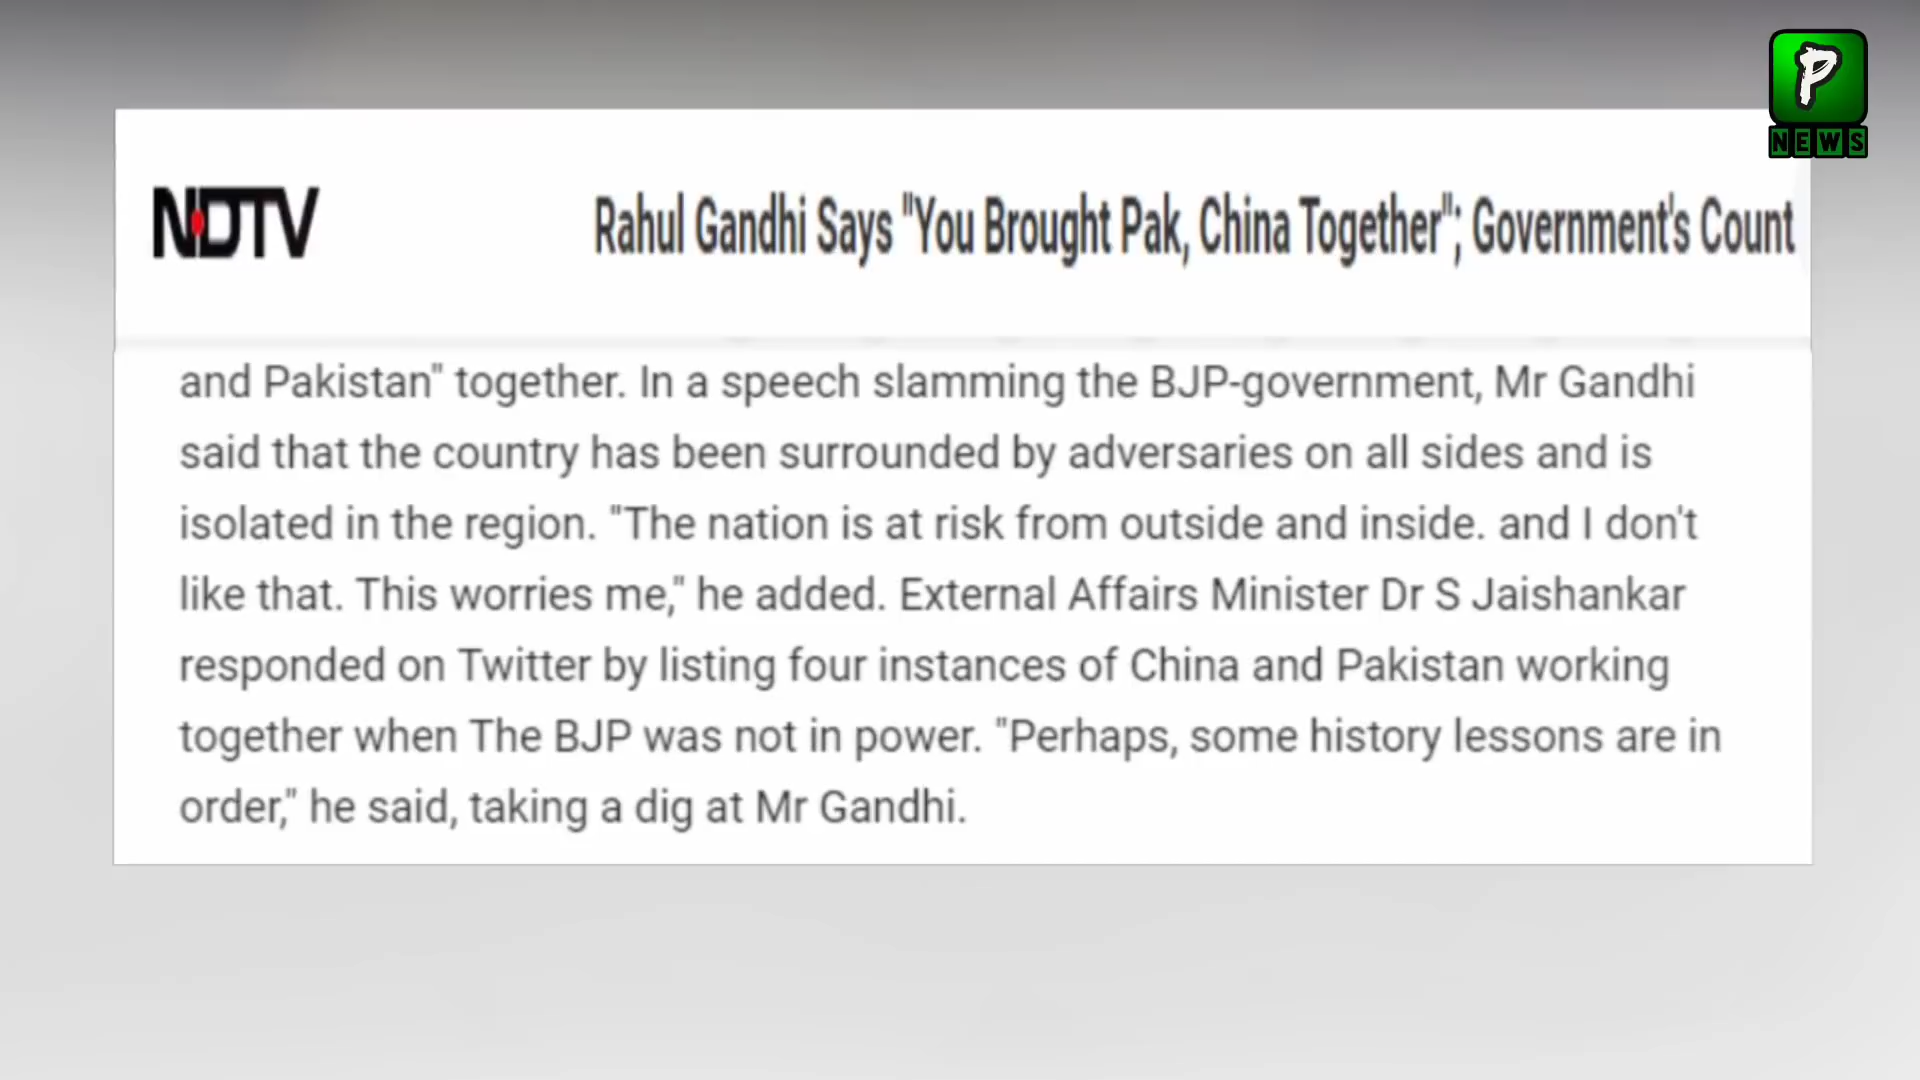 P
NEWS
NDTV
Rahul Gandhi Says "You Brought Pak, China Together"; Government's Count
and Pakistan" together. In a speech slamming the BJP-government, Mr Gandhi
said that the country has been surrounded by adversaries on all sides and is
isolated in the region. "The nation is at risk from outside and inside. and I don't
like that. This worries me," he added. External Affairs Minister Dr S Jaishankar
responded on Twitter by listing four instances of China and Pakistan working
together when The BJP was not in power. "Perhaps, some history lessons are in
order," he said, taking a dig at Mr Gandhi.